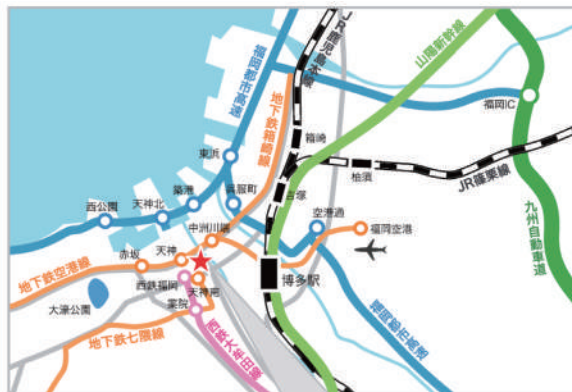 JR鹿児島本線
山陽新幹線
福岡都市高速
地下鉄箱崎線
福岡IC
箱崎
東浜
柚須
JR篠栗線
吉塚
築港
呉服町
天神北
西公園
中洲川端
空港通
福岡空港
九州自動車道
天神
赤坂
地下鉄空港線
西鉄福岡
天神南
博多駅
大濠公園
薬院
福岡都市高速
地下鉄七隈線
西鉄大牟田線